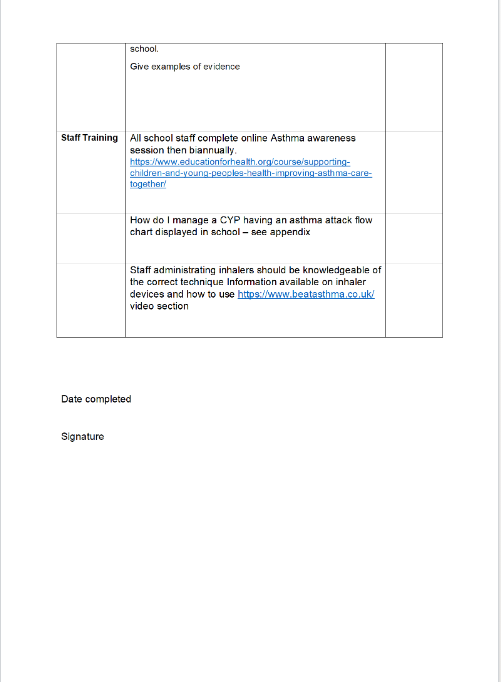 school.
Give examples of evidence
Staff Training
All school staff complete online Asthma awareness
session then biannually.
https://www.educationforhealth.org/course/supporting-
children-and-young-peoples-health-improving-asthma-care-
together/
How do I manage a CYP having an asthma attack flow
chart displayed in school – see appendix
Staff administrating inhalers should be knowledgeable of
the correct technique Information available on inhaler
devices and how to use https://www.beatasthma.co.uk/
video section
Date completed
Signature